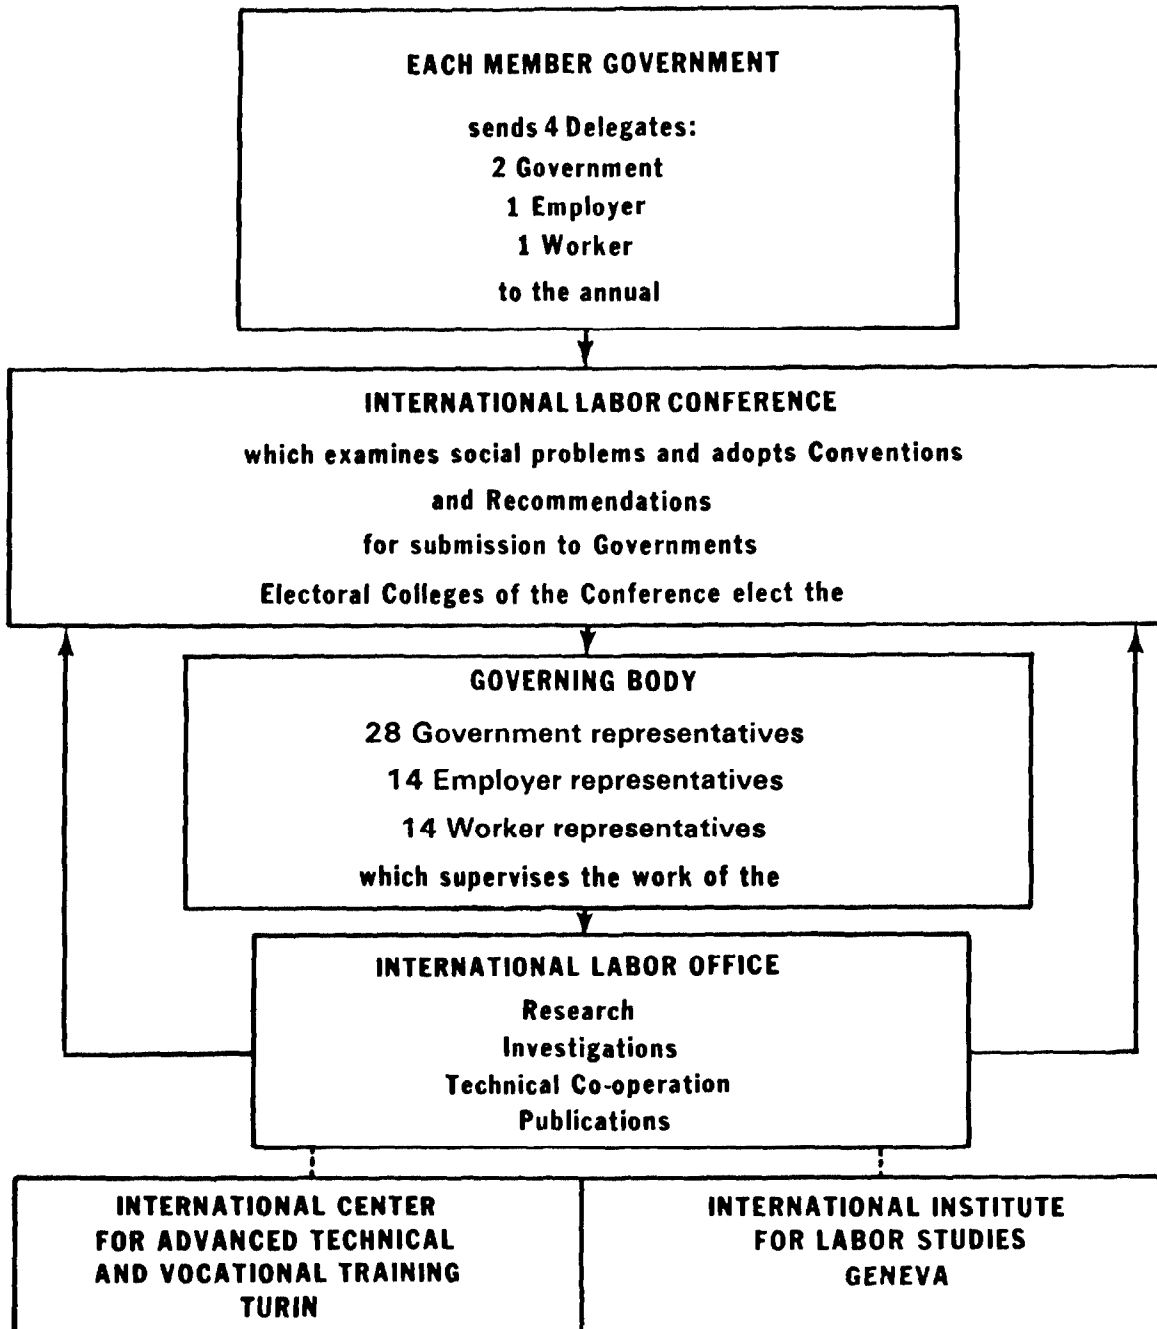 EACH MEMBER GOVERNMENT
sends 4 Delegates:
2 Government
1 Employer
1 Worker
to the annual
INTERNATIONAL LABOR CONFERENCE
which examines social problems and adopts Conventions
and Recommendations
for submission to Governments
Electoral Colleges of the Conference elect the
GOVERNING BODY
28 Government representatives
14 Employer representatives
14 Worker representatives
which supervises the work of the
INTERNATIONAL LABOR OFFICE
Research
Investigations
Technical Co-operation
Publications
INTERNATIONAL CENTER
FOR ADVANCED TECHNICAL
AND VOCATIONAL TRAINING
TURIN
INTERNATIONAL INSTITUTE
FOR LABOR STUDIES
GENEVA